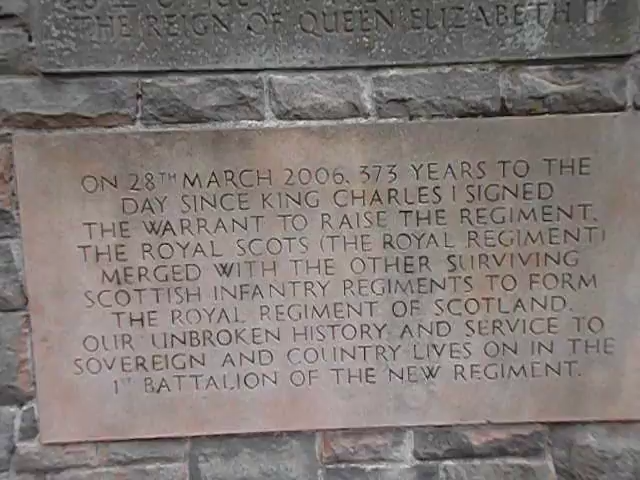 THE REIGN OF QUEEN ELIZABETH II
ON 28TH MARCH 2006, 373 YEARS TO THE
DAY SINCE KING CHARLES I SIGNED
THE WARRANT TO RAISE THE REGIMENT,
THE ROYAL SCOTS (THE ROYAL REGIMENT)
MERGED WITH THE OTHER SURVIVING
SCOTTISH INFANTRY REGIMENTS TO FORM
THE ROYAL REGIMENT OF SCOTLAND.
OUR UNBROKEN HISTORY AND SERVICE TO
SOVEREIGN AND COUNTRY LIVES ON IN THE
1ST BATTALION OF THE NEW REGIMENT.